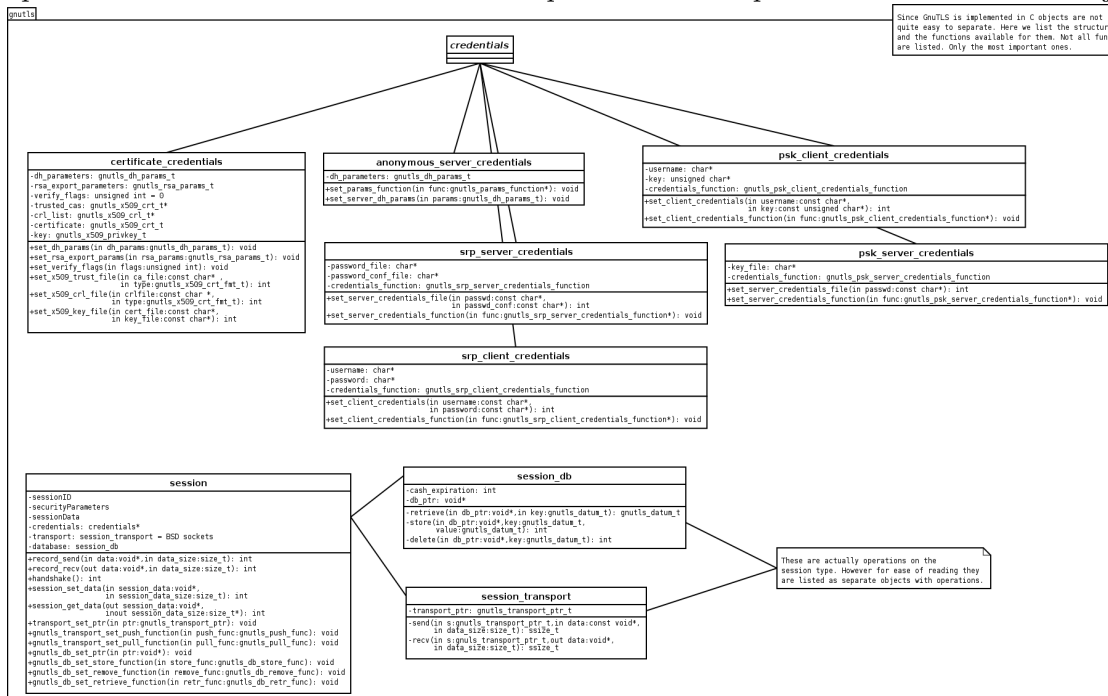 gnutls
Since GnuTLS is implemented in C objects are not
quite easy to separate. Here we list the structur
and the functions available for them. Not all fun
are listed. Only the most important ones.
credentials
certificate_credentials
-dh_parameters: gnutls_dh_params_t
-rsa_export_parameters: gnutls_rsa_params_t
-verify_flags: unsigned int = 0
-trusted_cas: gnutls_x509_crt_t*
-crl_list: gnutls_x509_crl_t*
-certificate: gnutls_x509_crt_t
-key: gnutls_x509_privkey_t
+set_dh_params(in dh_params:gnutls_dh_params_t): void
+set_rsa_export_params(in rsa_params:gnutls_rsa_params_t): void
+set_verify_flags(in flags:unsigned int): void
+set_x509_trust_file(in ca_file:const char* ,
in type:gnutls_x509_crt_fmt_t): int
+set_x509_crl_file(in crlfile:const char *,
in type:gnutls_x509_crt_fmt_t): int
+set_x509_key_file(in cert_file:const char*,
in key_file:const char*): int
anonymous_server_credentials
-dh_parameters: gnutls_dh_params_t
+set_params_function(in func:gnutls_params_function*): void
+set_server_dh_params(in params:gnutls_dh_params_t): void
psk_client_credentials
-username: char*
-key: unsigned char*
-credentials_function: gnutls_psk_client_credentials_function
+set_client_credentials(in username:const char*,
in key:const unsigned char*): int
+set_client_credentials_function(in func:gnutls_psk_client_credentials_function*): void
srp_server_credentials
-password_file: char*
-password_conf_file: char*
-credentials_function: gnutls_srp_server_credentials_function
+set_server_credentials_file(in passwd:const char*,
in passwd_conf:const char*): int
+set_server_credentials_function(in func:gnutls_srp_server_credentials_function*): void
psk_server_credentials
-key_file: char*
-credentials_function: gnutls_psk_server_credentials_function
+set_server_credentials_file(in passwd:const char*): int
+set_server_credentials_function(in func:gnutls_psk_server_credentials_function*): void
srp_client_credentials
-username: char*
-password: char*
-credentials_function: gnutls_srp_client_credentials_function
+set_client_credentials(in username:const char*,
in password:const char*): int
+set_client_credentials_function(in func:gnutls_srp_client_credentials_function*): void
session
-sessionID
-securityParameters
-sessionData
-credentials: credentials*
-transport: session_transport = BSD sockets
-database: session_db
+record_send(in data:void*,in data_size:size_t): int
+record_recv(out data:void*,in data_size:size_t): int
+handshake(): int
+session_set_data(in session_data:void*,
in session_data_size:size_t): int
+session_get_data(out session_data:void*,
inout session_data_size:size_t*): int
+transport_set_ptr(in ptr:gnutls_transport_ptr): void
+gnutls_transport_set_push_function(in push_func:gnutls_push_func): void
+gnutls_transport_set_pull_function(in pull_func:gnutls_pull_func): void
+gnutls_db_set_ptr(in ptr:void*): void
+gnutls_db_set_store_function(in store_func:gnutls_db_store_func): void
+gnutls_db_set_remove_function(in remove_func:gnutls_db_remove_func): void
+gnutls_db_set_retrieve_function(in retr_func:gnutls_db_retr_func): void
session_db
-cash_expiration: int
-db_ptr: void*
-retrieve(in db_ptr:void*,in key:gnutls_datum_t): gnutls_datum_t
-store(in db_ptr:void*,key:gnutls_datum_t,
value:gnutls_datum_t): int
-delete(in db_ptr:void*,key:gnutls_datum_t): int
session_transport
-transport_ptr: gnutls_transport_ptr_t
-send(in s:gnutls_transport_ptr_t,in data:const void*,
in data_size:size_t): ssize_t
-recv(in s:gnuls_transport_ptr_t,out data:void*,
in data_size:size_t): ssize_t
These are actually operations on the
session type. However for ease of reading they
are listed as separate objects with operations.